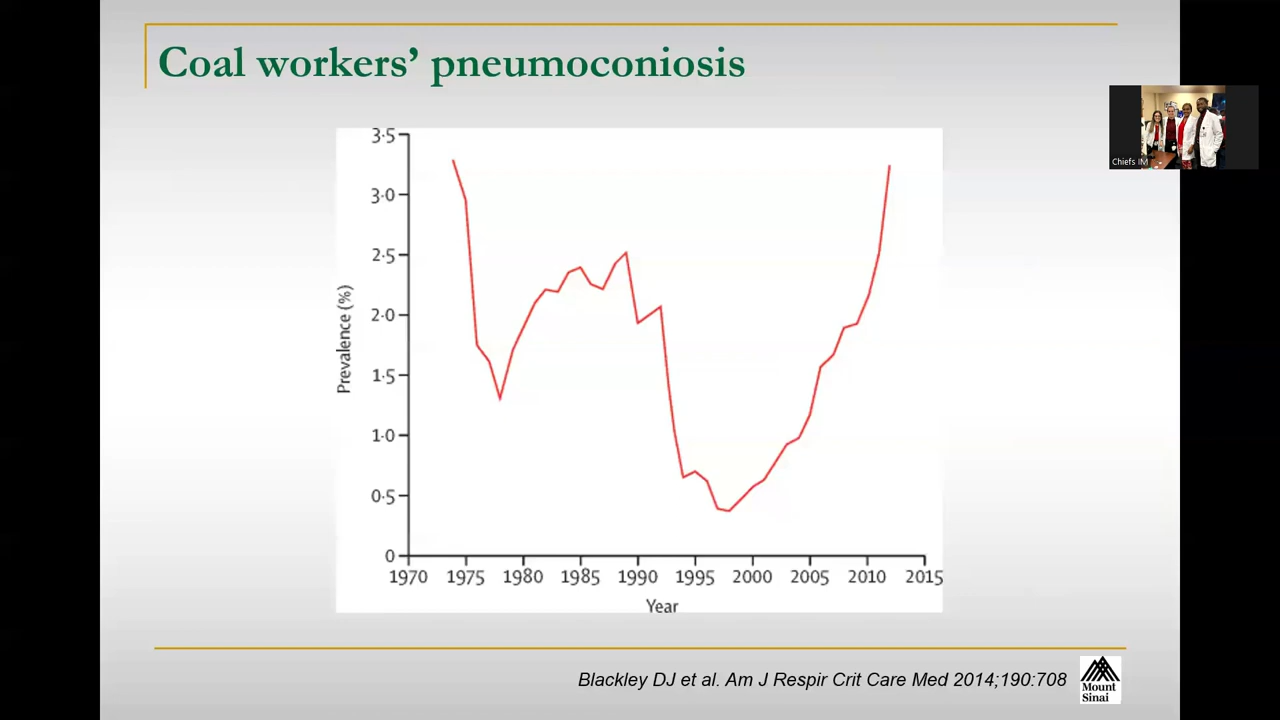 Coal workers’ pneumoconiosis
Chiefs IM
3·5
3·0
2·5
2·0
1·5
1·0
0·5
0
Prevalence (%)
1970 1975 1980 1985 1990 1995 2000 2005 2010 2015
Year
Blackley DJ et al. Am J Respir Crit Care Med 2014;190:708
Mount
Sinai